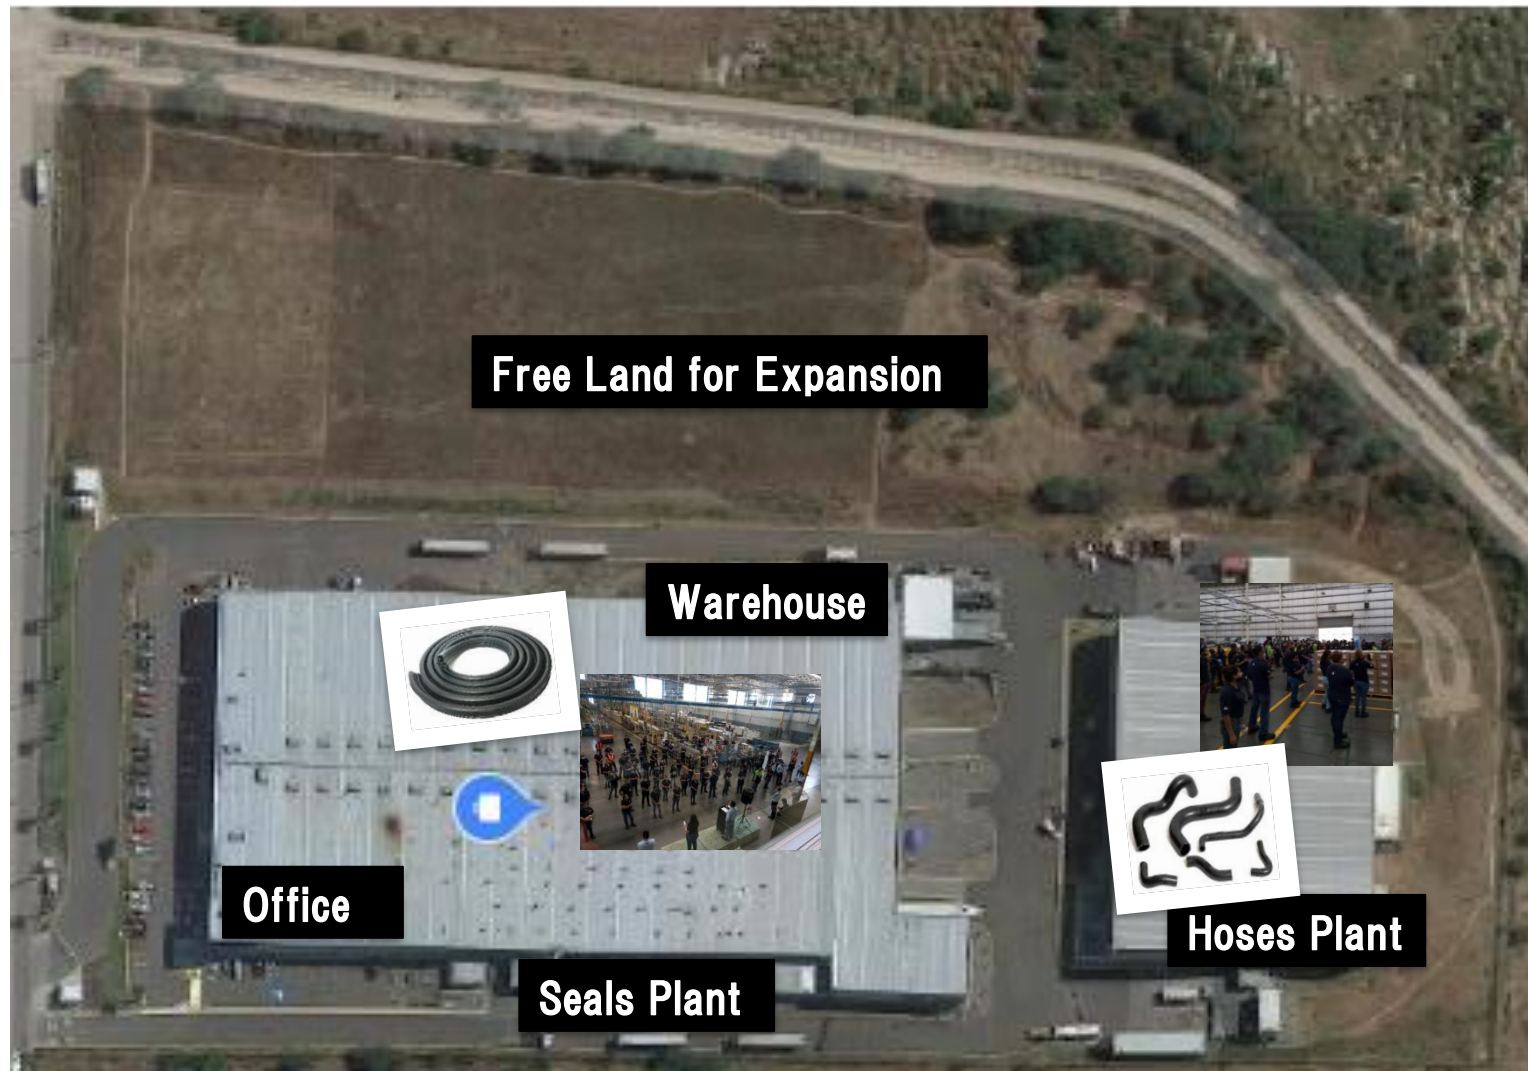 Free Land for Expansion
Warehouse
Office
Hoses Plant
Seals Plant